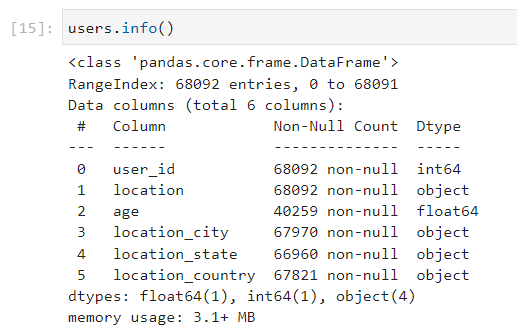 [15]: users.info()
<class 'pandas.core.frame.DataFrame'>
RangeIndex: 68092 entries, 0 to 68091
Data columns (total 6 columns):
 #   Column            Non-Null Count  Dtype
---  ------            --------------  -----
 0   user_id           68092 non-null  int64
 1   location          68092 non-null  object
 2   age               40259 non-null  float64
 3   location_city     67970 non-null  object
 4   location_state    66960 non-null  object
 5   location_country  67821 non-null  object
dtypes: float64(1), int64(1), object(4)
memory usage: 3.1+ MB